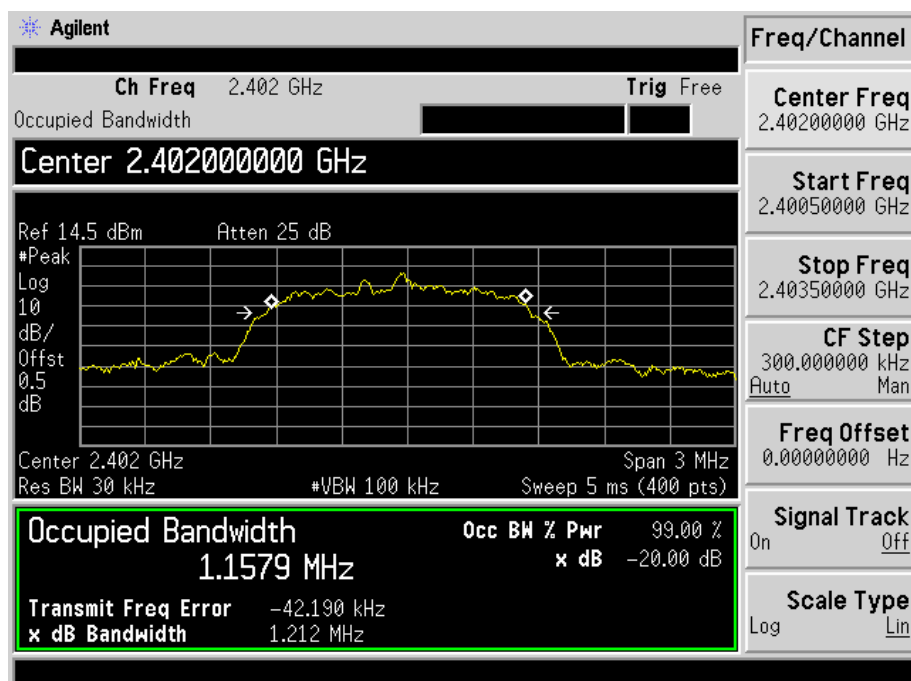 Agilent
Freq/Channel
Ch Freq 2.402 GHz Trig Free
Occupied Bandwidth
Center 2.402000000 GHz
Ref 14.5 dBm Atten 25 dB
#Peak
Log
10
dB/
Offst
0.5
dB
Center 2.402 GHz Span 3 MHz
Res BW 30 kHz #VBW 100 kHz Sweep 5 ms (400 pts)
Occupied Bandwidth Occ BW % Pwr 99.00 %
1.1579 MHz x dB -20.00 dB
Transmit Freq Error -42.190 kHz
x dB Bandwidth 1.212 MHz
Center Freq
2.40200000 GHz
Start Freq
2.40050000 GHz
Stop Freq
2.40350000 GHz
CF Step
300.000000 kHz
Auto Man
Freq Offset
0.00000000 Hz
Signal Track
On Off
Scale Type
Log Lin